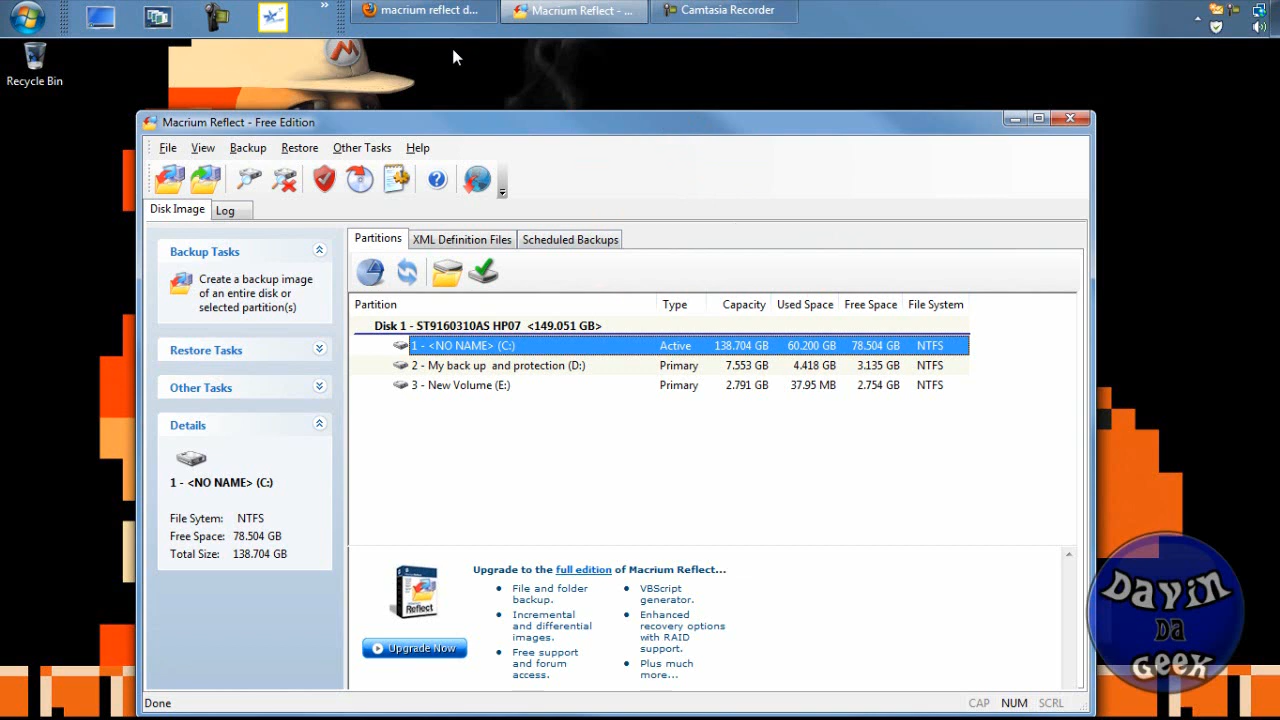 macrium reflect d...
Macrium Reflect - ...
Camtasia Recorder
Recycle Bin
M
Macrium Reflect - Free Edition
File View Backup Restore Other Tasks Help
Disk Image Log
Backup Tasks
Create a backup image
of an entire disk or
selected partition(s)
Restore Tasks
Other Tasks
Details
1 - <NO NAME> (C:)
File Sytem: NTFS
Free Space: 78.504 GB
Total Size: 138.704 GB
Partitions XML Definition Files Scheduled Backups
Partition Type Capacity Used Space Free Space File System
Disk 1 - ST9160310AS HP07 <149.051 GB>
1 - <NO NAME> (C:) Active 138.704 GB 60.200 GB 78.504 GB NTFS
2 - My back up and protection (D:) Primary 7.553 GB 4.418 GB 3.135 GB NTFS
3 - New Volume (E:) Primary 2.791 GB 37.95 MB 2.754 GB NTFS
Reflect
Upgrade Now
Upgrade to the full edition of Macrium Reflect...
• File and folder
backup.
• Incremental
and differential
images.
• Free support
and forum
access.
• VBScript
generator.
• Enhanced
recovery options
with RAID
support.
• Plus much
more...
Done
CAP NUM SCRL
Davin
Da
Geek